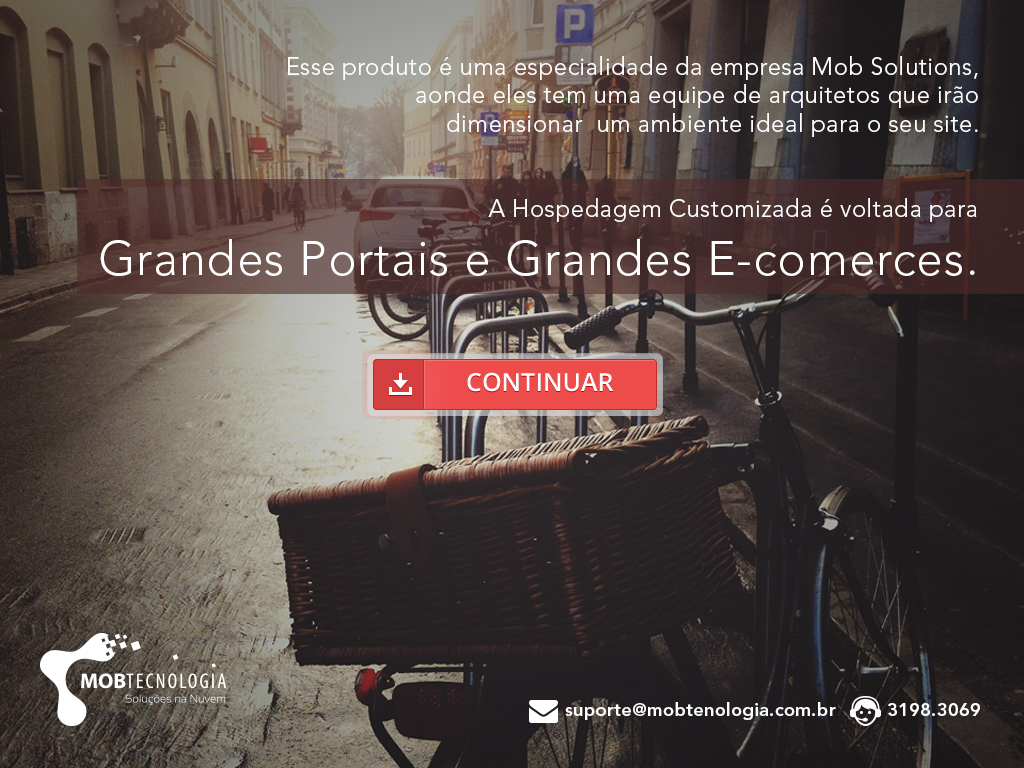 P
Esse produto é uma especialidade da empresa Mob Solutions,
aonde eles tem uma equipe de arquitetos que irão
dimensionar um ambiente ideal para o seu site.
A Hospedagem Customizada é voltada para
Grandes Portais e Grandes E-comerces.
CONTINUAR
MOBTECNOLOGIA
Soluções na Nuvem
suporte@mobtenologia.com.br 3198.3069